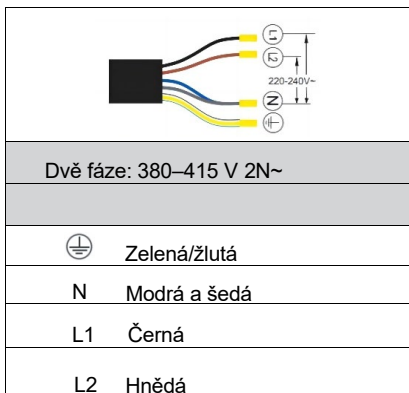 L1
L2
220-240V~
N
Dvě fáze: 380–415 V 2N~
Zelená/žlutá
N Modrá a šedá
L1 Černá
L2 Hnědá